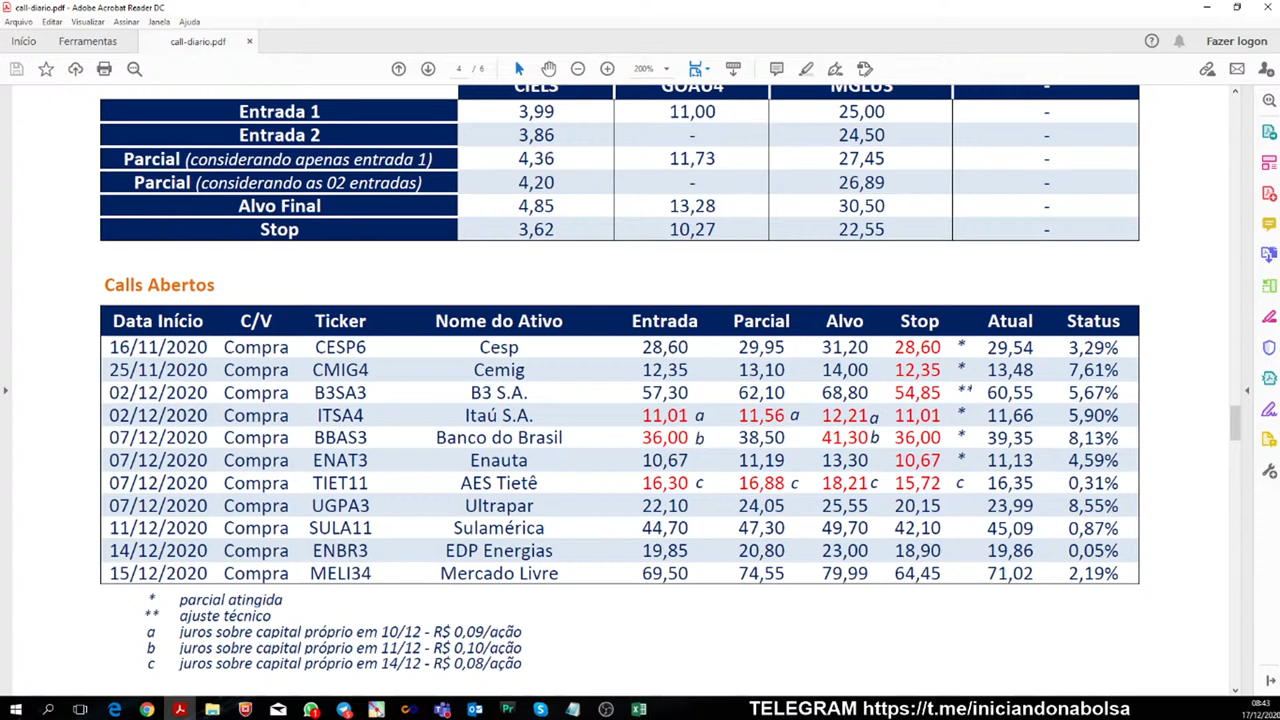 call-diario.pdf - Adobe Acrobat Reader DC
Arquivo Editar Visualizar Assinar Janela Ajuda
Início Ferramentas call-diario.pdf × Fazer logon
4 / 6 200%
CIEL3 GOAU4 MGLU3 -
Entrada 1 3,99 11,00 25,00 -
Entrada 2 3,86 - 24,50 -
Parcial (considerando apenas entrada 1) 4,36 11,73 27,45 -
Parcial (considerando as 02 entradas) 4,20 - 26,89 -
Alvo Final 4,85 13,28 30,50 -
Stop 3,62 10,27 22,55 -
Calls Abertos
Data Início C/V Ticker Nome do Ativo Entrada Parcial Alvo Stop Atual Status
16/11/2020 Compra CESP6 Cesp 28,60 29,95 31,20 28,60 * 29,54 3,29%
25/11/2020 Compra CMIG4 Cemig 12,35 13,10 14,00 12,35 * 13,48 7,61%
02/12/2020 Compra B3SA3 B3 S.A. 57,30 62,10 68,80 54,85 ** 60,55 5,67%
02/12/2020 Compra ITSA4 Itaú S.A. 11,01 a 11,56 a 12,21 a 11,01 * 11,66 5,90%
07/12/2020 Compra BBAS3 Banco do Brasil 36,00 b 38,50 41,30 b 36,00 * 39,35 8,13%
07/12/2020 Compra ENAT3 Enauta 10,67 11,19 13,30 10,67 * 11,13 4,59%
07/12/2020 Compra TIET11 AES Tietê 16,30 c 16,88 c 18,21 c 15,72 c 16,35 0,31%
07/12/2020 Compra UGPA3 Ultrapar 22,10 24,05 25,55 20,15 23,99 8,55%
11/12/2020 Compra SULA11 Sulamérica 44,70 47,30 49,70 42,10 45,09 0,87%
14/12/2020 Compra ENBR3 EDP Energias 19,85 20,80 23,00 18,90 19,86 0,05%
15/12/2020 Compra MELI34 Mercado Livre 69,50 74,55 79,99 64,45 71,02 2,19%
* parcial atingida
** ajuste técnico
a juros sobre capital próprio em 10/12 - R$ 0,09/ação
b juros sobre capital próprio em 11/12 - R$ 0,10/ação
c juros sobre capital próprio em 14/12 - R$ 0,08/ação
TELEGRAM https://t.me/iniciandonabolsa
08:43
17/12/2020